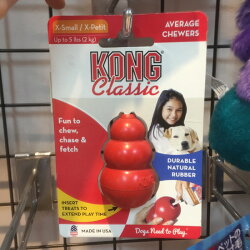 X-Small / X-Petit
Up to 5 lbs (2 kg)
AVERAGE
CHEWERS
KONG
Classic
Fun to
chew,
chase &
fetch
DURABLE
NATURAL
RUBBER
INSERT
TREATS TO
EXTEND PLAY TIME
MADE IN USA
Dogs Need to Play